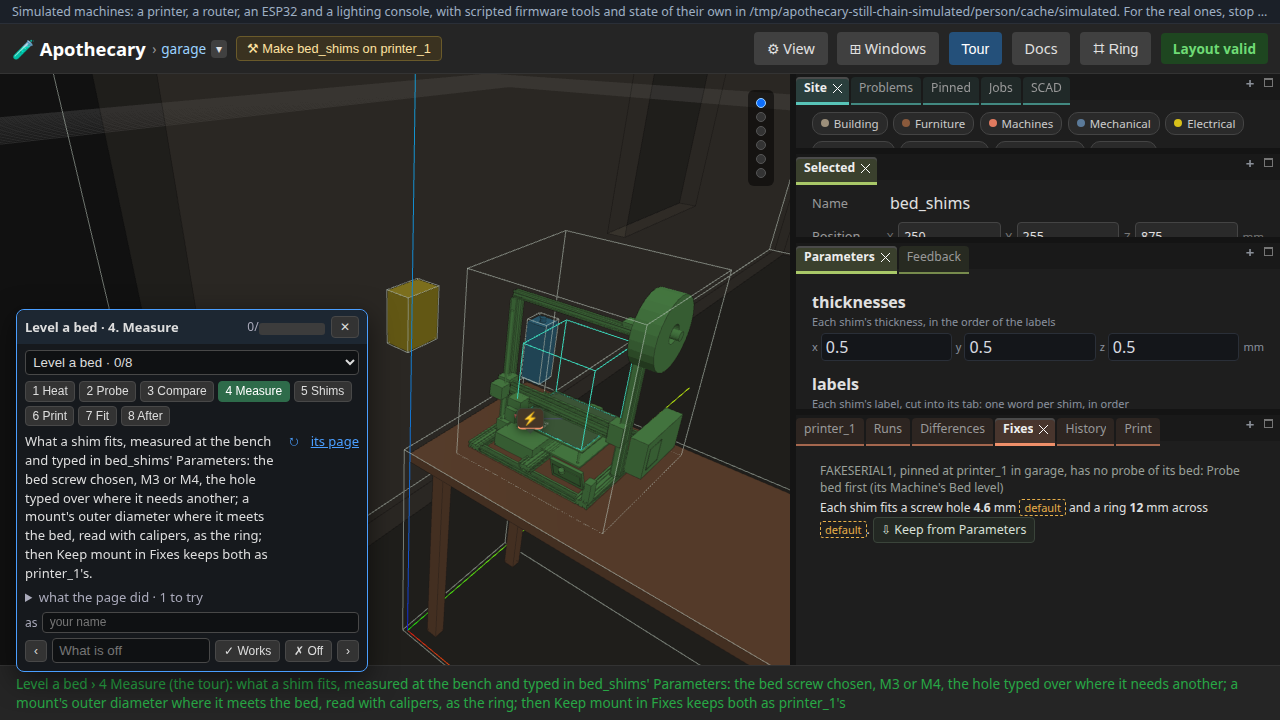 Simulated machines: a printer, a router, an ESP32 and a lighting console, with scripted firmware tools and state of their own in /tmp/apothecary-still-chain-simulated/person/cache/simulated. For the real ones, stop ...
Apothecary › garage ▾ ⚒ Make bed_shims on printer_1
⚙ View ⊞ Windows Tour Docs ⌗ Ring Layout valid
Site Problems Pinned Jobs SCAD
Building Furniture Machines Mechanical Electrical
Selected
Name bed_shims
Position X 250 Y 255 Z 875 mm
Parameters Feedback
thicknesses
Each shim's thickness, in the order of the labels
x 0.5 y 0.5 z 0.5 mm
labels
Each shim's label, cut into its tab: one word per shim, in order
printer_1 Runs Differences Fixes History Print
FAKESERIAL1, pinned at printer_1 in garage, has no probe of its bed: Probe
bed first (its Machine's Bed level)
Each shim fits a screw hole 4.6 mm default and a ring 12 mm across
default. ⇩ Keep from Parameters
Level a bed · 4. Measure 0/ ✕
Level a bed · 0/8
1 Heat 2 Probe 3 Compare 4 Measure 5 Shims
6 Print 7 Fit 8 After
What a shim fits, measured at the bench ↻ its page
and typed in bed_shims' Parameters: the
bed screw chosen, M3 or M4, the hole
typed over where it needs another; a
mount's outer diameter where it meets
the bed, read with calipers, as the ring;
then Keep mount in Fixes keeps both as
printer_1's.
▶ what the page did · 1 to try
as your name
‹ What is off ✓ Works ✗ Off ›
Level a bed › 4 Measure (the tour): what a shim fits, measured at the bench and typed in bed_shims' Parameters: the bed screw chosen, M3 or M4, the hole typed over where it needs another; a
mount's outer diameter where it meets the bed, read with calipers, as the ring; then Keep mount in Fixes keeps both as printer_1's